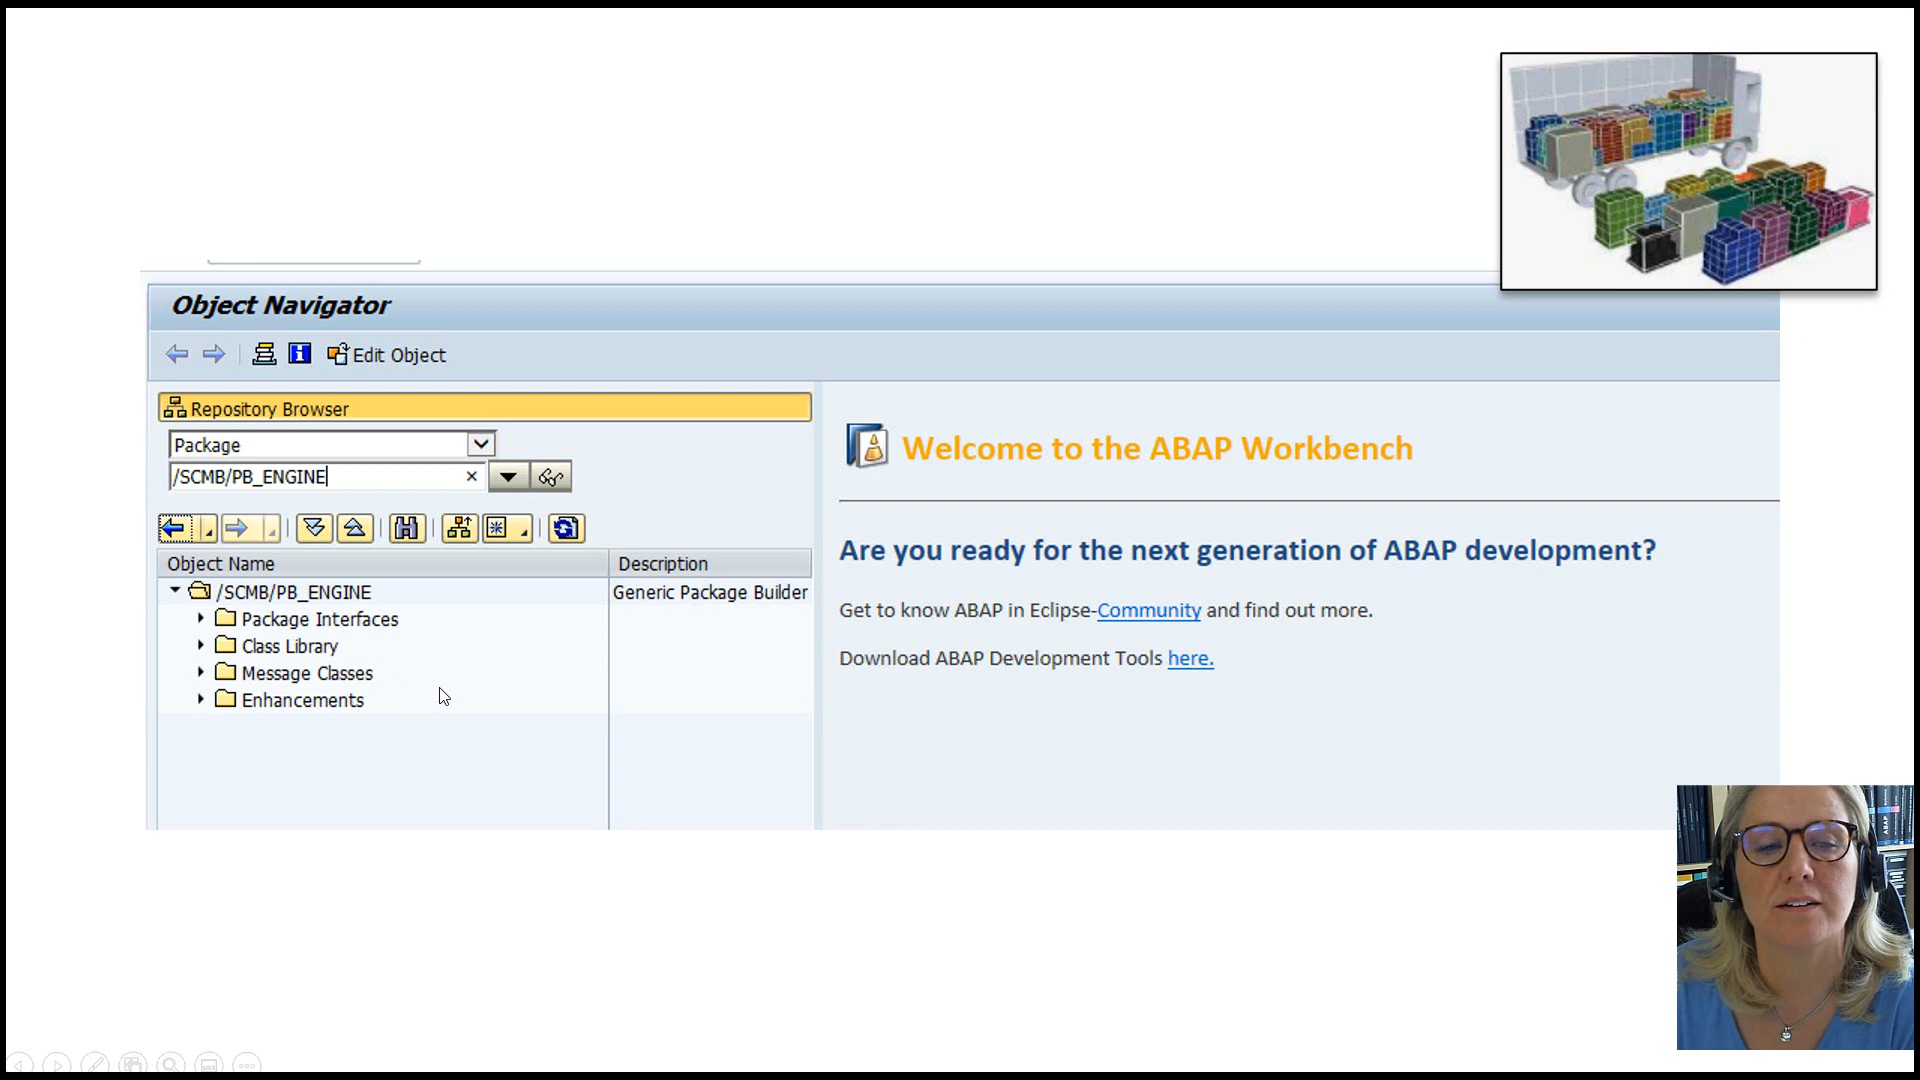 Object Navigator
Edit Object
Repository Browser
Package
/SCMB/PB_ENGINE
Object Name Description
/SCMB/PB_ENGINE Generic Package Builder
Package Interfaces
Class Library
Message Classes
Enhancements
Welcome to the ABAP Workbench
Are you ready for the next generation of ABAP development?
Get to know ABAP in Eclipse-Community and find out more.
Download ABAP Development Tools here.
ABAP